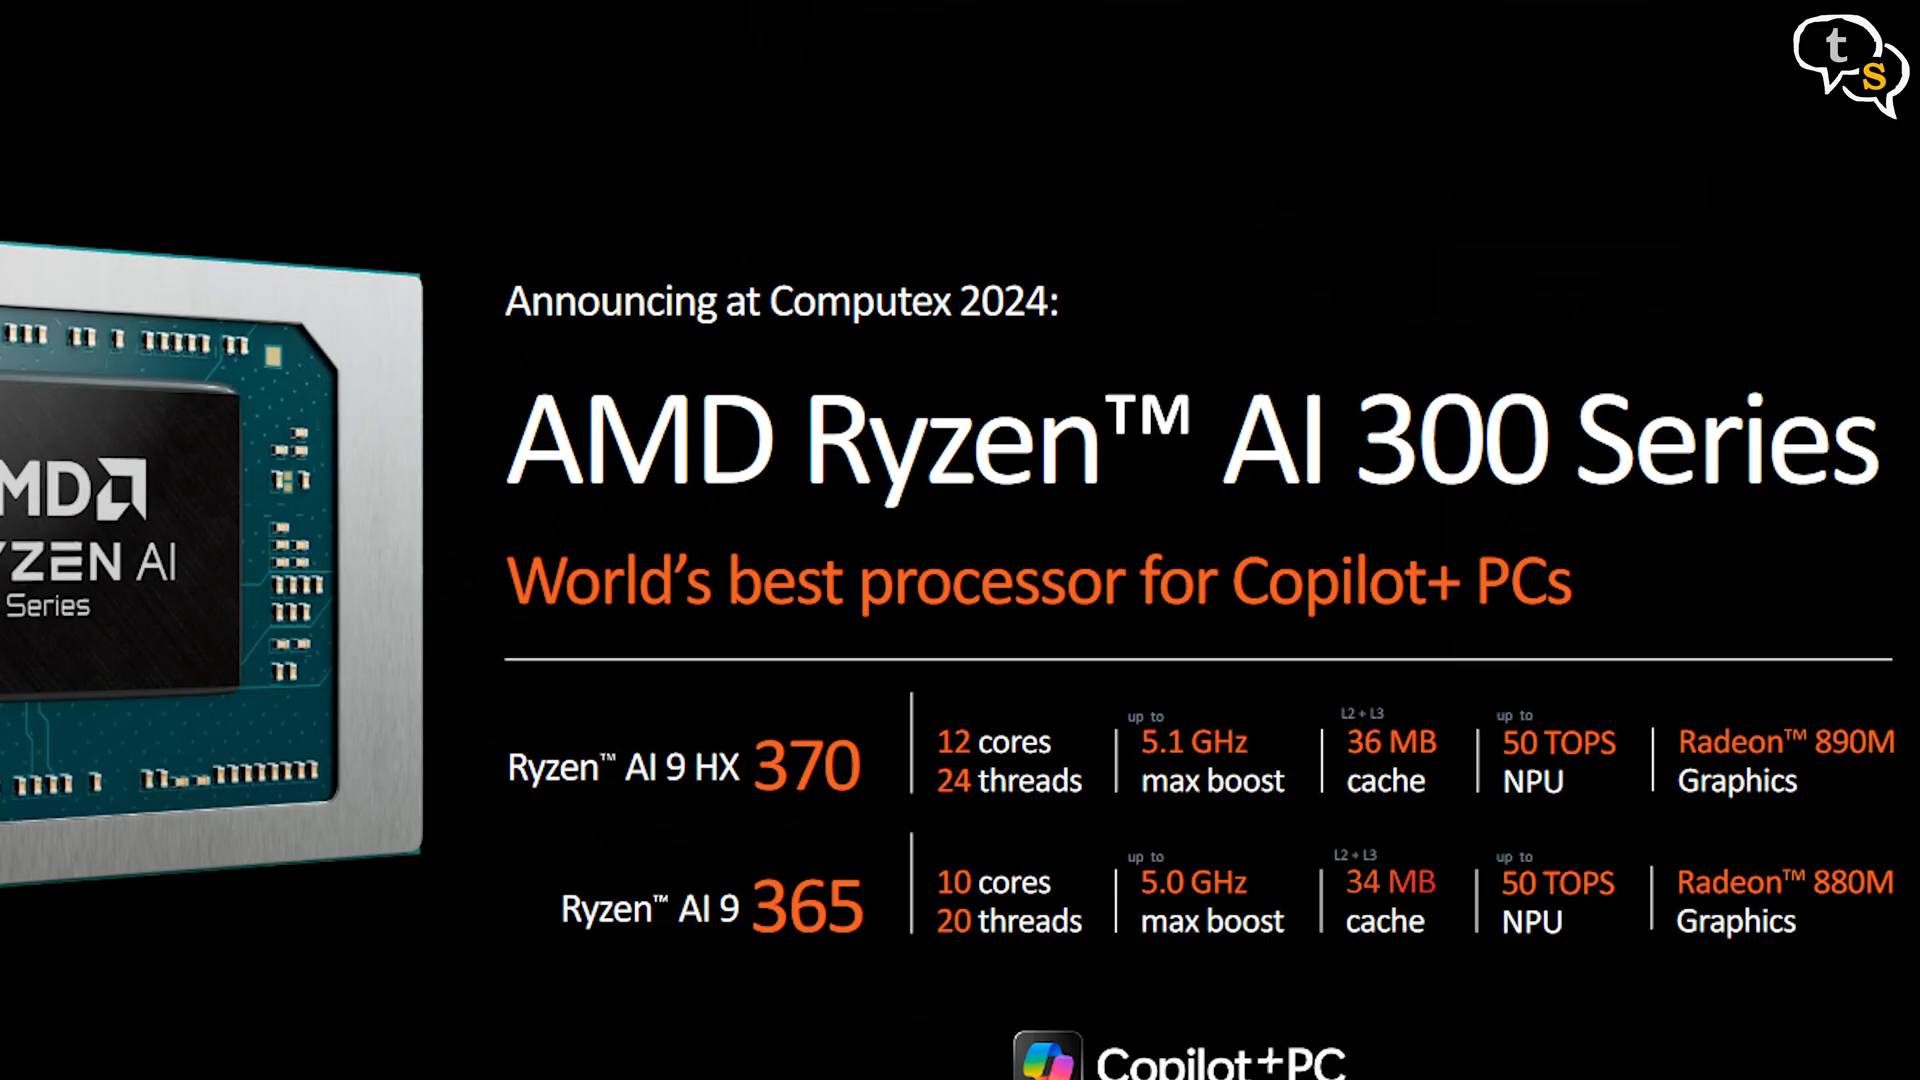 ts
Announcing at Computex 2024:
AMD Ryzen™ AI 300 Series
World's best processor for Copilot+ PCs
MD
YZEN AI
Series
Ryzen™ AI 9 HX 370
12 cores
24 threads
up to
5.1 GHz
max boost
L2 + L3
36 MB
cache
up to
50 TOPS
NPU
Radeon™ 890M
Graphics
Ryzen™ AI 9 365
10 cores
20 threads
up to
5.0 GHz
max boost
L2 + L3
34 MB
cache
up to
50 TOPS
NPU
Radeon™ 880M
Graphics
Copilot+PC